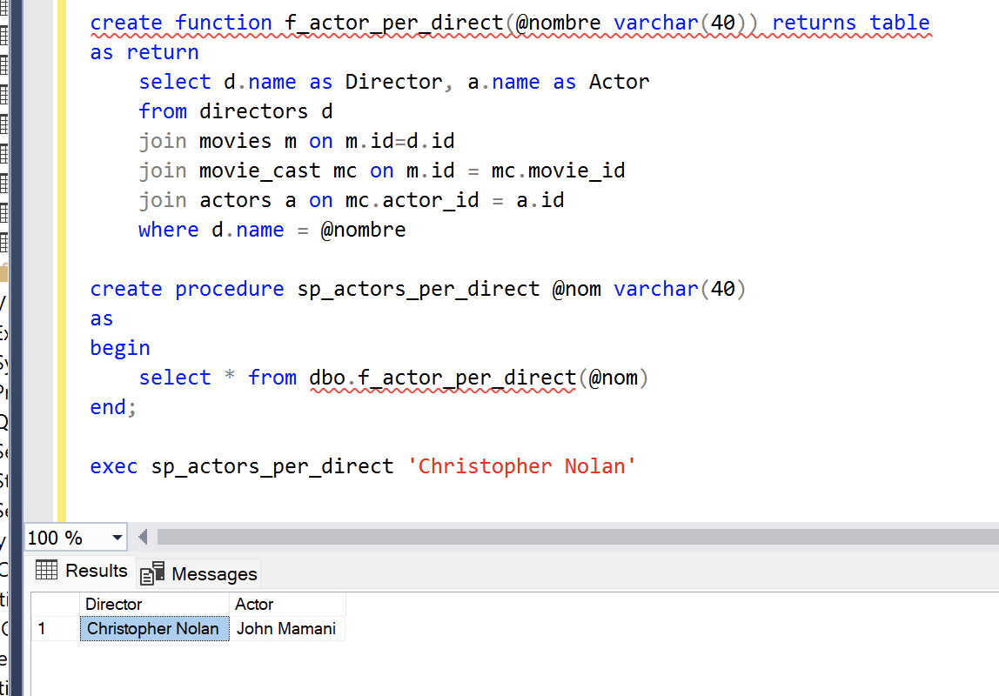 create function f_actor_per_direct(@nombre varchar(40)) returns table
as return
select d.name as Director, a.name as Actor
from directors d
join movies m on m.id=d.id
join movie_cast mc on m.id = mc.movie_id
join actors a on mc.actor_id = a.id
where d.name = @nombre
create procedure sp_actors_per_direct @nom varchar(40)
as
begin
select * from dbo.f_actor_per_direct(@nom)
end;
exec sp_actors_per_direct 'Christopher Nolan'
100 %
Results Messages
Director Actor
1 Christopher Nolan John Mamani